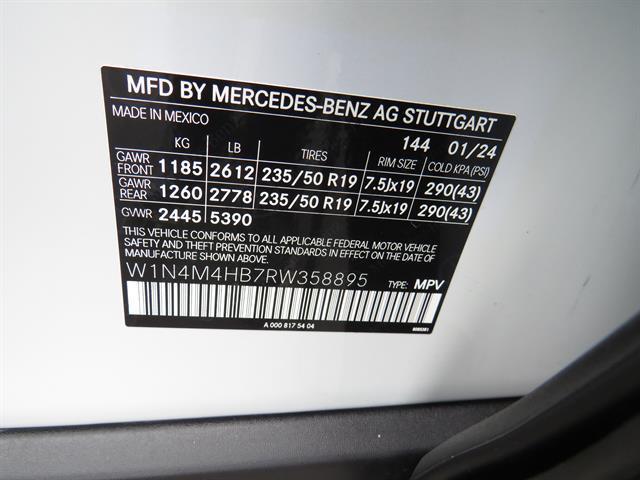 MFD BY MERCEDES-BENZ AG STUTTGART
MADE IN MEXICO 144 01/24
KG LB TIRES RIM SIZE COLD KPA (PSI)
GAWR FRONT 1185 2612 235/50 R19 7.5Jx19 290(43)
GAWR REAR 1260 2778 235/50 R19 7.5Jx19 290(43)
GVWR 2445 5390
THIS VEHICLE CONFORMS TO ALL APPLICABLE FEDERAL MOTOR VEHICLE
SAFETY AND THEFT PREVENTION STANDARDS IN EFFECT ON THE DATE OF
MANUFACTURE SHOWN ABOVE.
W1N4M4HB7RW358895 TYPE: MPV
A 000 817 54 04